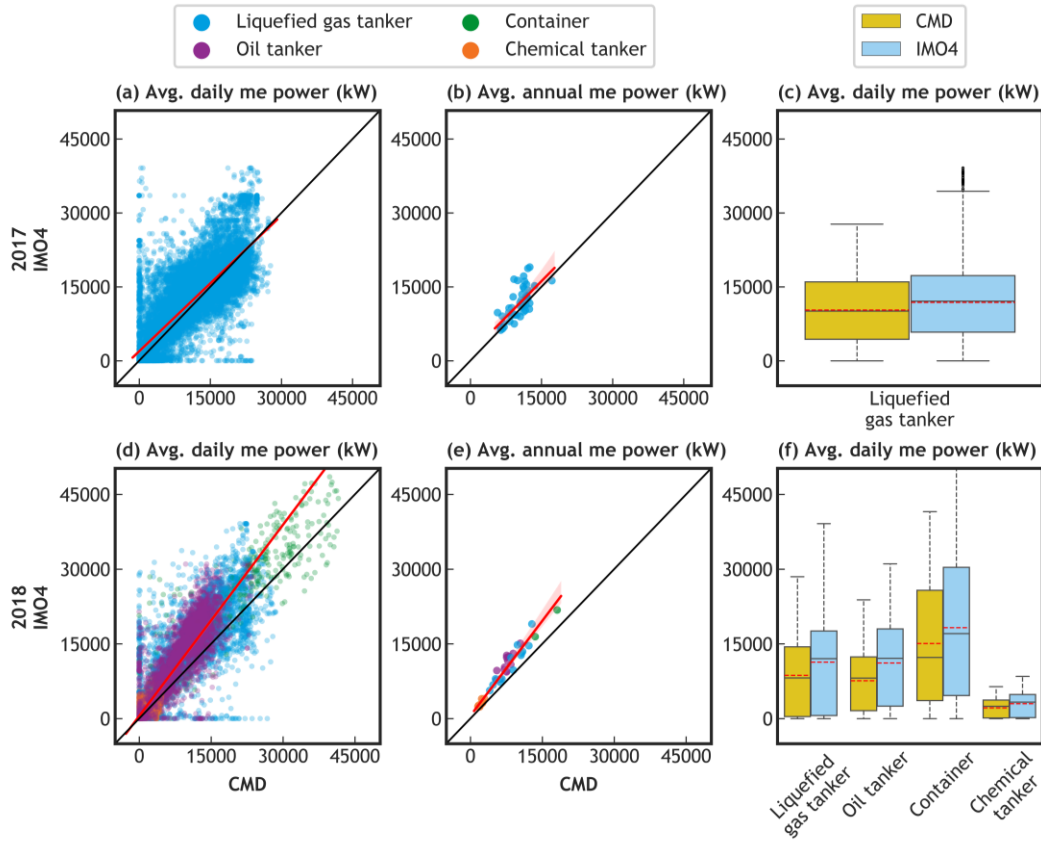 Liquefied gas tanker
Oil tanker
Container
Chemical tanker
CMD
IMO4
(a) Avg. daily me power (kW)
(b) Avg. annual me power (kW)
(c) Avg. daily me power (kW)
2017
IMO4
45000
30000
15000
0
0 15000 30000 45000
45000
30000
15000
0
0 15000 30000 45000
45000
30000
15000
0
Liquefied
gas tanker
(d) Avg. daily me power (kW)
(e) Avg. annual me power (kW)
(f) Avg. daily me power (kW)
2018
IMO4
45000
30000
15000
0
0 15000 30000 45000
CMD
45000
30000
15000
0
0 15000 30000 45000
CMD
45000
30000
15000
0
Liquefied
gas tanker
Oil tanker
Container
Chemical
tanker